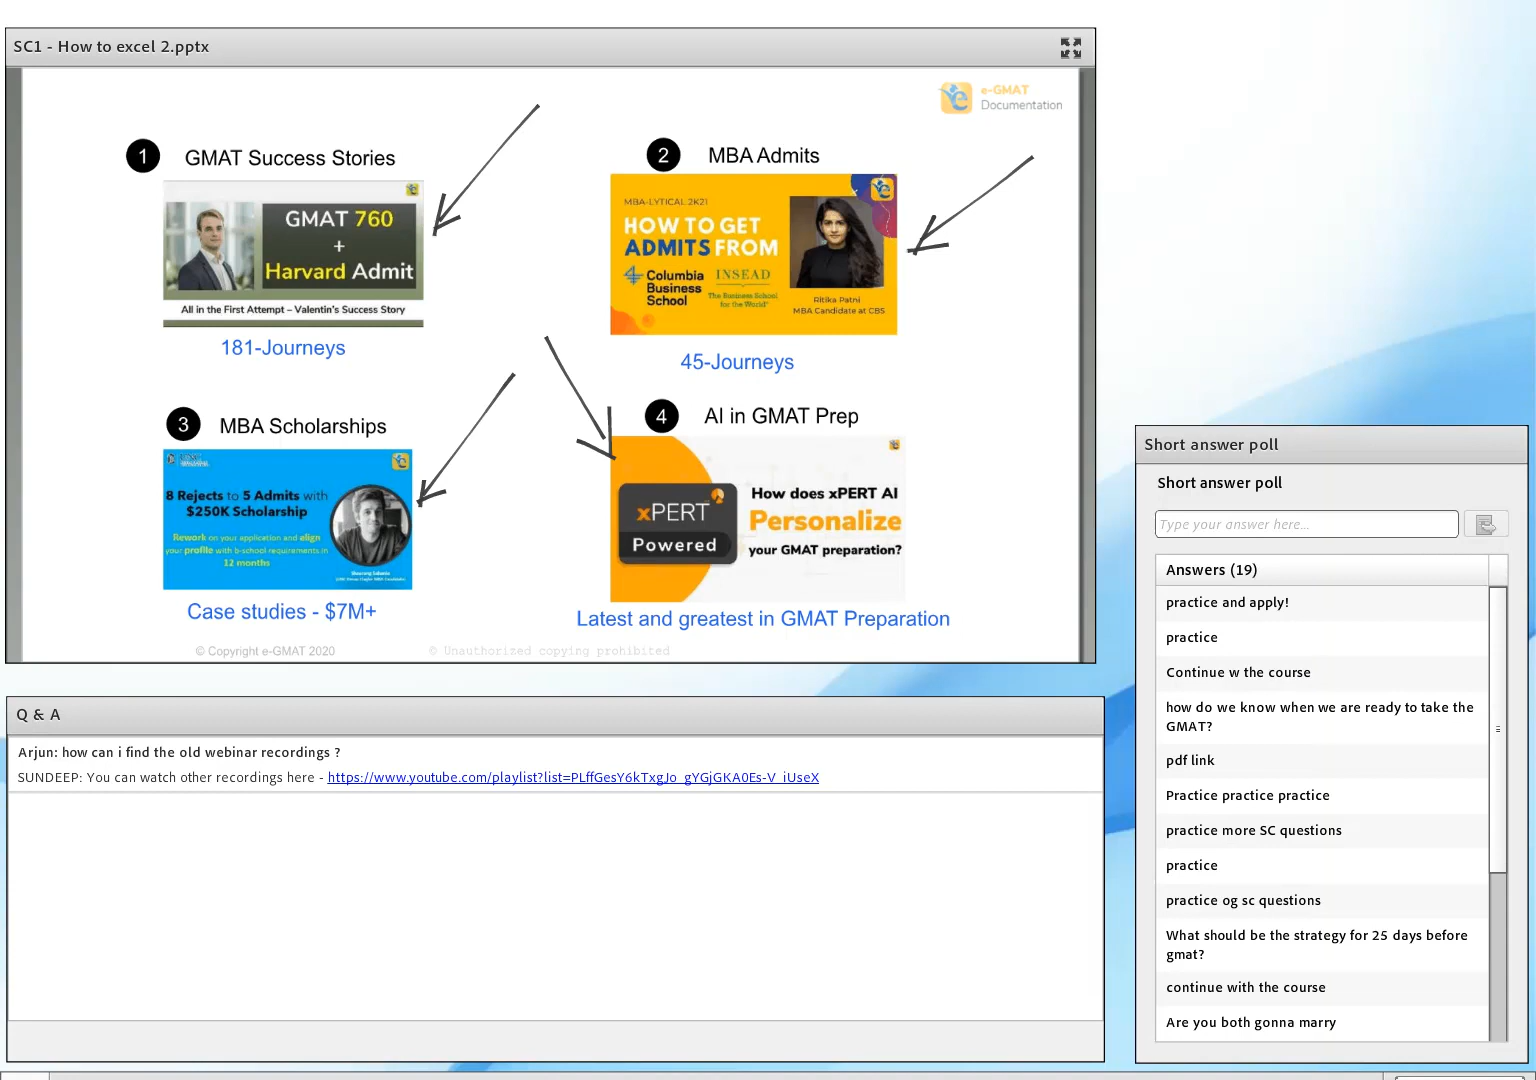 SC1 - How to excel 2.pptx
e-GMAT
Documentation
1 GMAT Success Stories
GMAT 760
+
Harvard Admit
All in the First Attempt – Valentin's Success Story
181-Journeys
2 MBA Admits
MBA-LYTICAL 2K21
HOW TO GET
ADMITS FROM
Columbia
Business
School
INSEAD
The Business School
for the World®
Ritika Patni
MBA Candidate at CBS
45-Journeys
3 MBA Scholarships
8 Rejects to 5 Admits with
$250K Scholarship
Rework on your application and align
your profile with b-school requirements in
12 months
Case studies - $7M+
4 AI in GMAT Prep
xPERT
Powered
How does xPERT AI
Personalize
your GMAT preparation?
Latest and greatest in GMAT Preparation
© Copyright e-GMAT 2020
© Unauthorized copying prohibited
Q & A
Arjun: how can i find the old webinar recordings ?
SUNDEEP: You can watch other recordings here - https://www.youtube.com/playlist?list=PLffGesY6kTxgJo_gYGjGKA0Es-V_iUseX
Short answer poll
Short answer poll
Type your answer here...
Answers (19)
practice and apply!
practice
Continue w the course
how do we know when we are ready to take the
GMAT?
pdf link
Practice practice practice
practice more SC questions
practice
practice og sc questions
What should be the strategy for 25 days before
gmat?
continue with the course
Are you both gonna marry